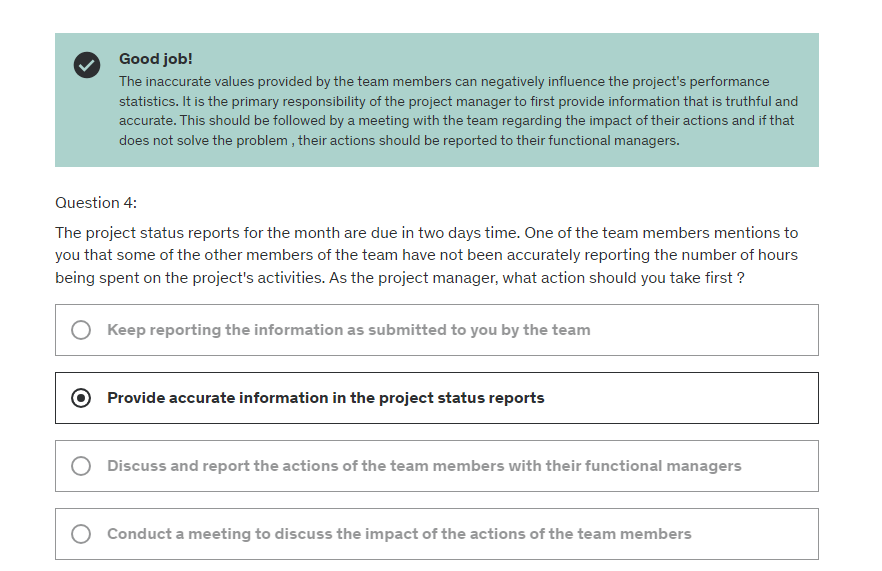 Good job!
The inaccurate values provided by the team members can negatively influence the project's performance
statistics. It is the primary responsibility of the project manager to first provide information that is truthful and
accurate. This should be followed by a meeting with the team regarding the impact of their actions and if that
does not solve the problem , their actions should be reported to their functional managers.
Question 4:
The project status reports for the month are due in two days time. One of the team members mentions to
you that some of the other members of the team have not been accurately reporting the number of hours
being spent on the project's activities. As the project manager, what action should you take first ?
Keep reporting the information as submitted to you by the team
Provide accurate information in the project status reports
Discuss and report the actions of the team members with their functional managers
Conduct a meeting to discuss the impact of the actions of the team members